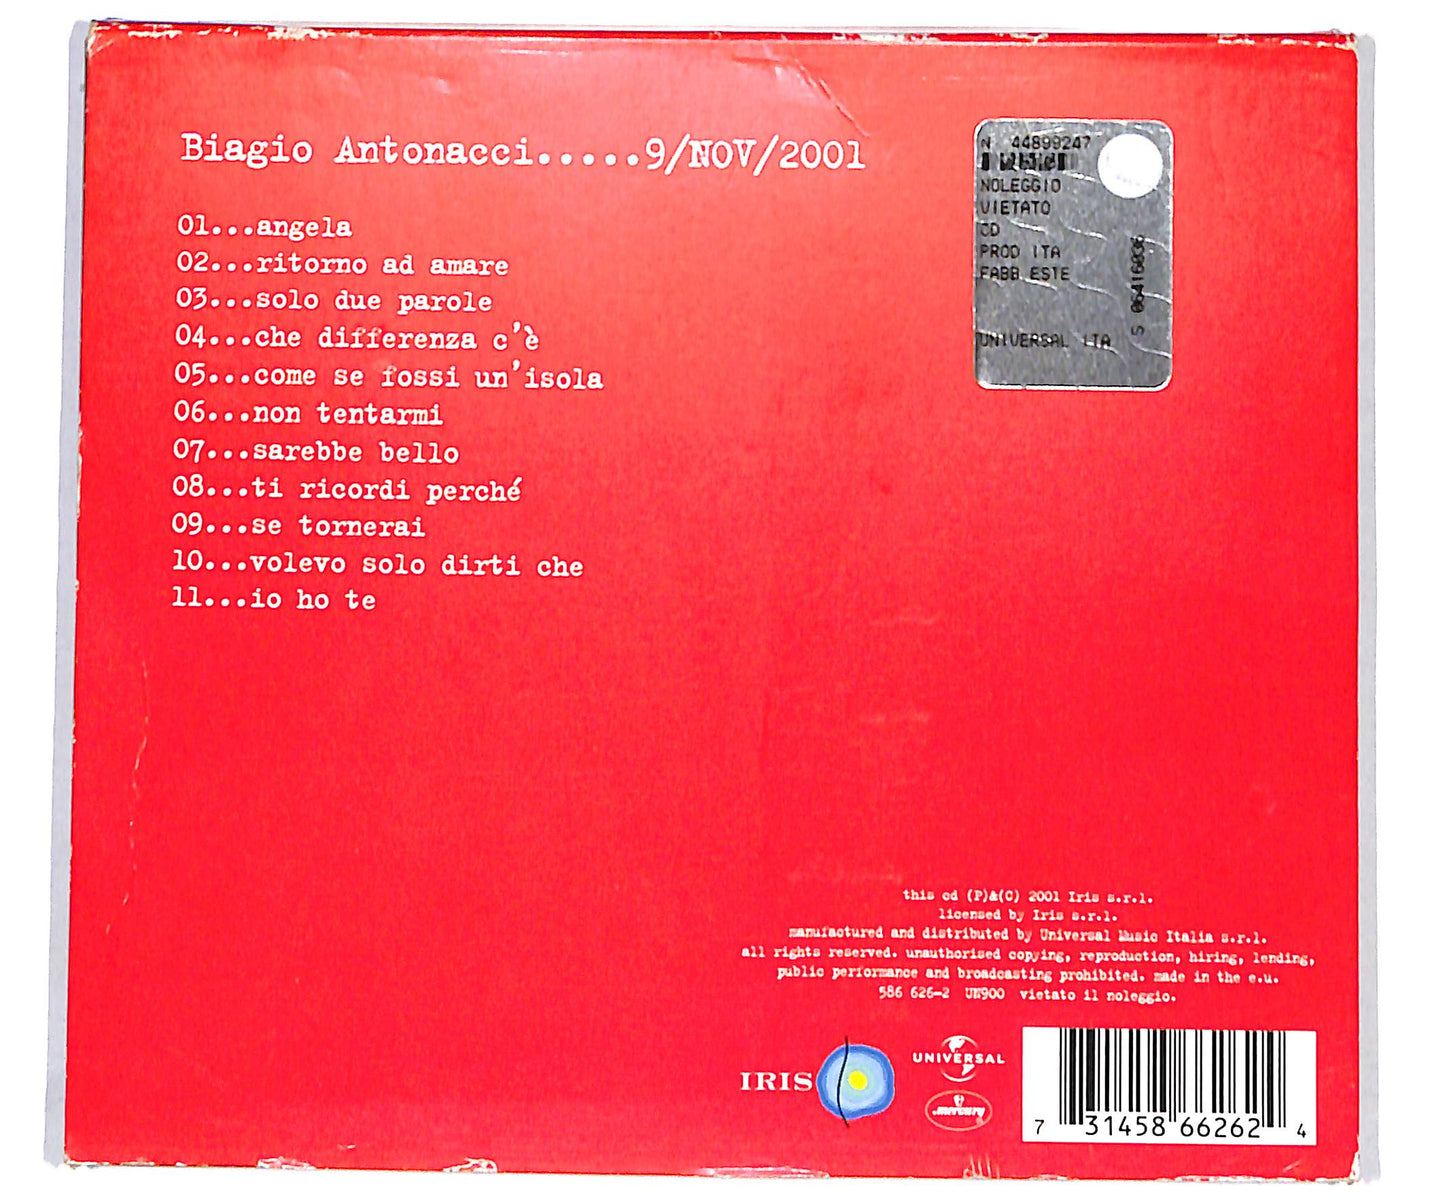 Biagio Antonacci.....9/NOV/2001
01...angela
02...ritorno ad amare
03...solo due parole
04...che differenza c'è
05...come se fossi un'isola
06...non tentarmi
07...sarebbe bello
08...ti ricordi perché
09...se tornerai
10...volevo solo dirti che
11...io ho te
N 44899247
NOLEGGIO
VIETATO
CD
PROD ITA
FABB ESTE
UNIVERSAL ITA
S 06416036
this cd (P)&(C) 2001 Iris s.r.l.
licensed by Iris s.r.l.
manufactured and distributed by Universal Music Italia s.r.l.
all rights reserved. unauthorised copying, reproduction, hiring, lending,
public performance and broadcasting prohibited. made in the e.u.
586 626-2 UN900 vietato il noleggio.
IRIS
UNIVERSAL
mercury
7 31458 66262 4